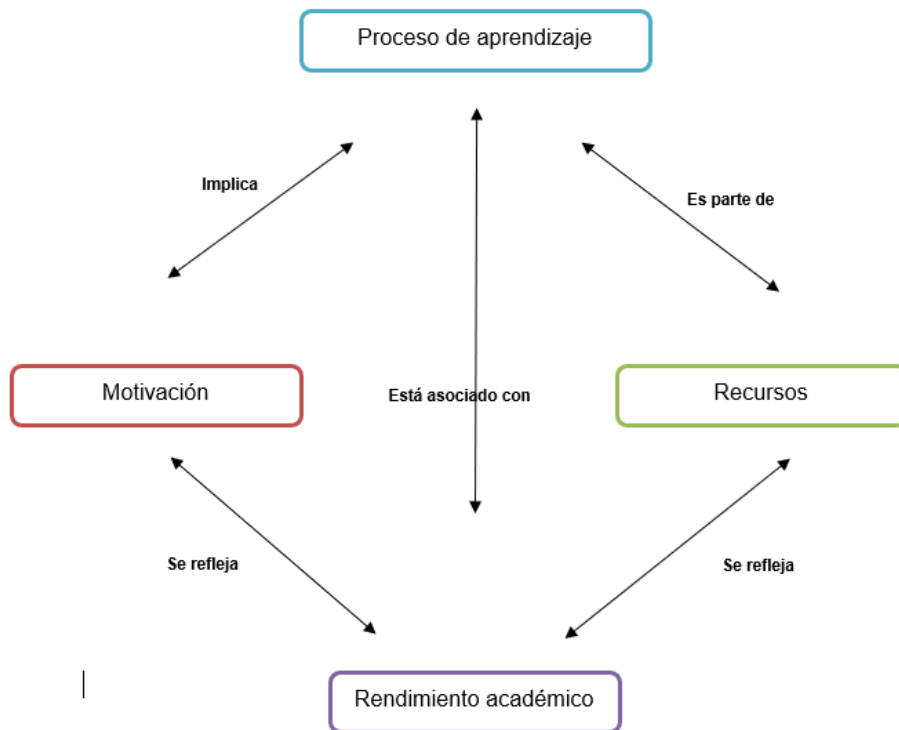 Proceso de aprendizaje
Implica
Es parte de
Motivación
Está asociado con
Recursos
Se refleja
Se refleja
Rendimiento académico